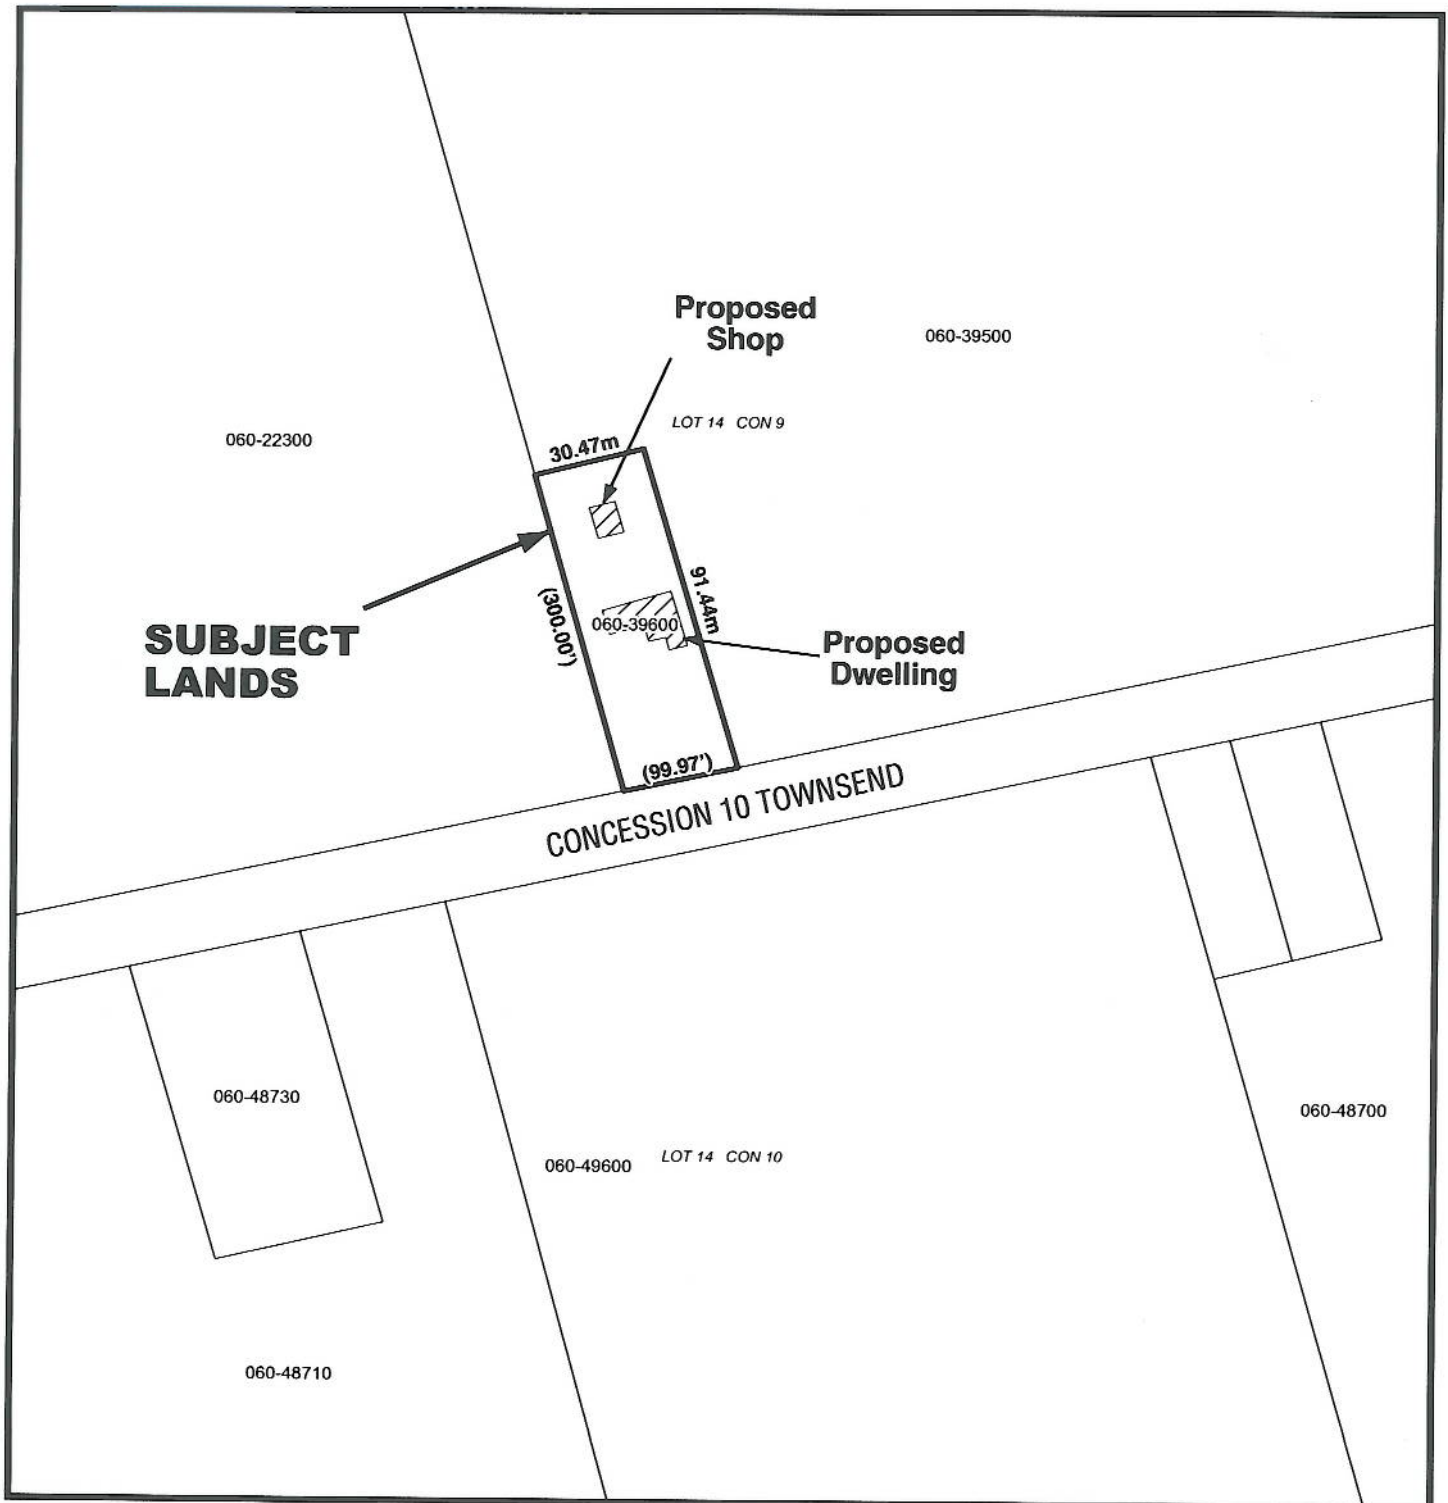 Proposed
Shop
060-39500
LOT 14 CON 9
060-22300
30.47m
91.44m
(300.00')
060-39600
SUBJECT
LANDS
Proposed
Dwelling
(99.97')
CONCESSION 10 TOWNSEND
060-48730
060-48700
060-49600
LOT 14 CON 10
060-48710